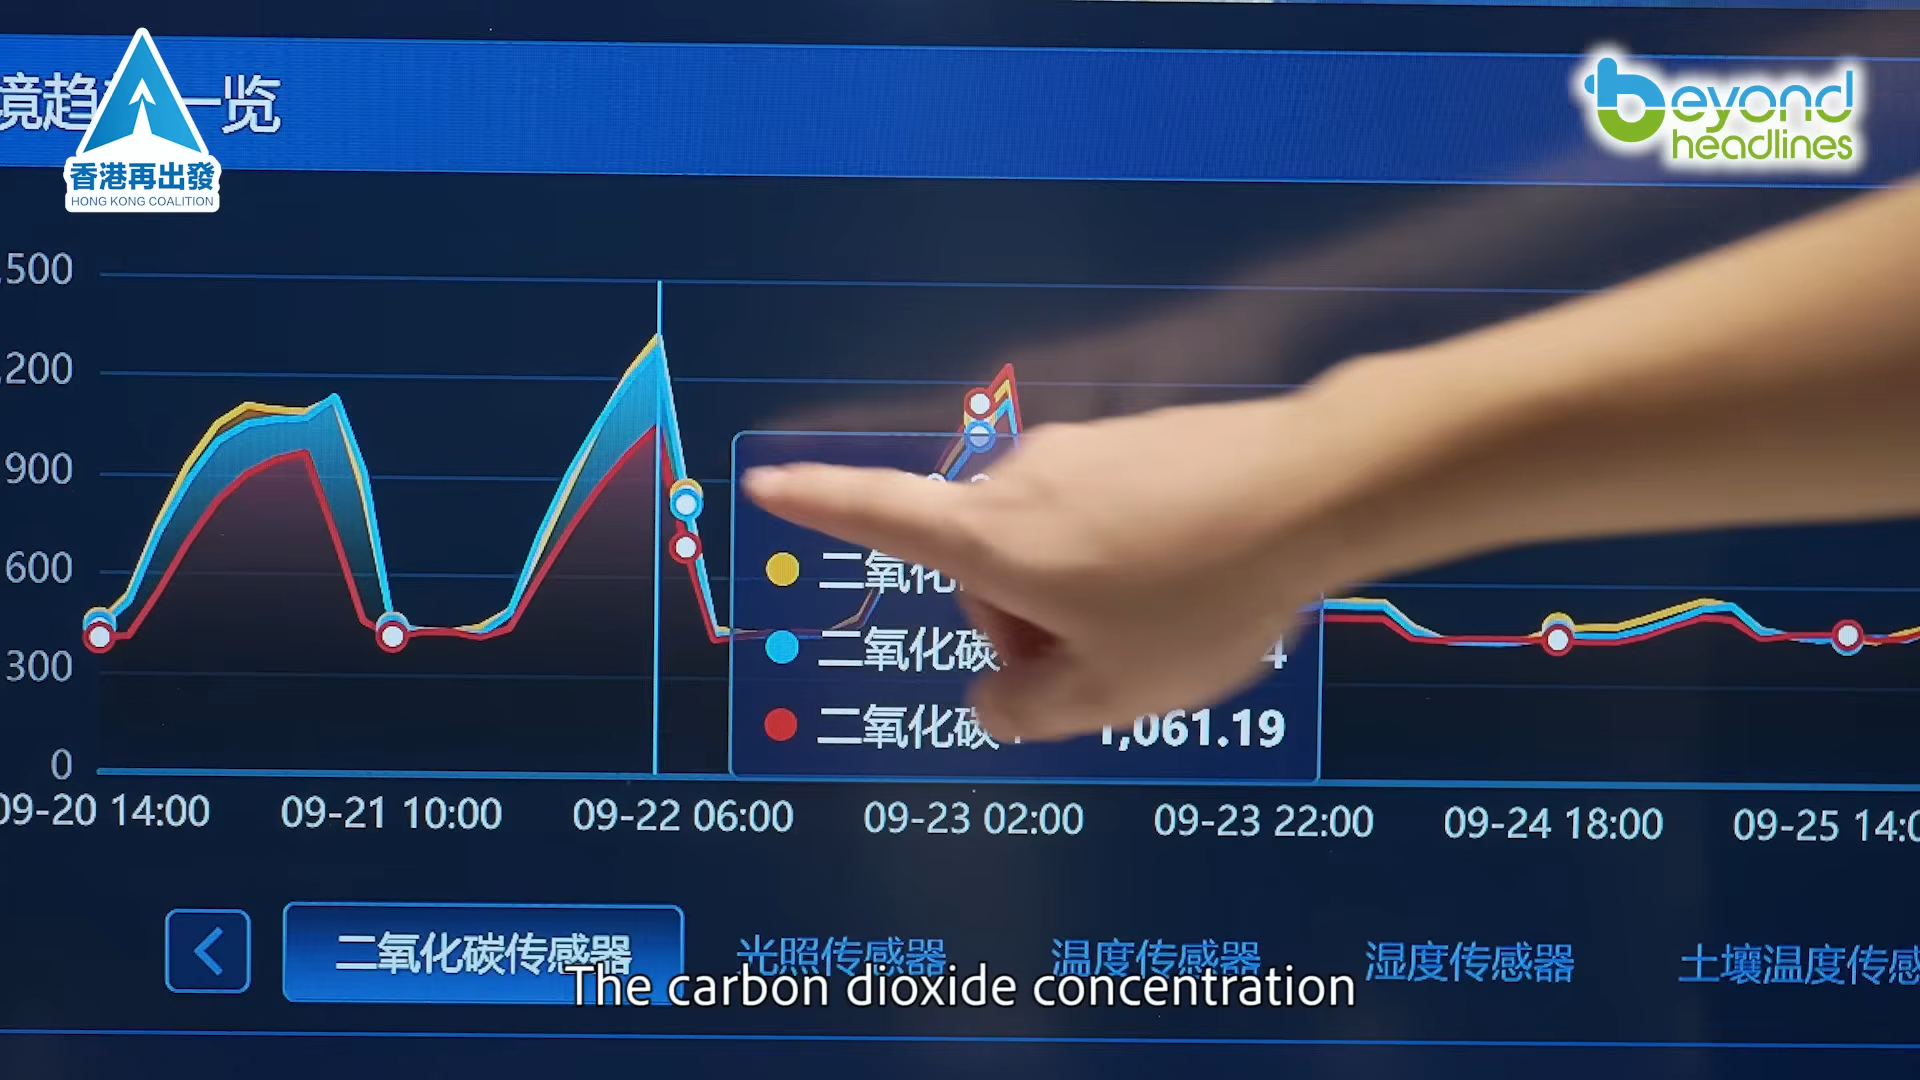 境趋 一览
香港再出發
HONG KONG COALITION
beyond
headlines
,500
,200
900
600
300
0
二氧化
二氧化碳 4
二氧化碳 1,061.19
09-20 14:00 09-21 10:00 09-22 06:00 09-23 02:00 09-23 22:00 09-24 18:00 09-25 14:0
二氧化碳传感器 光照传感器 温度传感器 湿度传感器 土壤温度传感
The carbon dioxide concentration